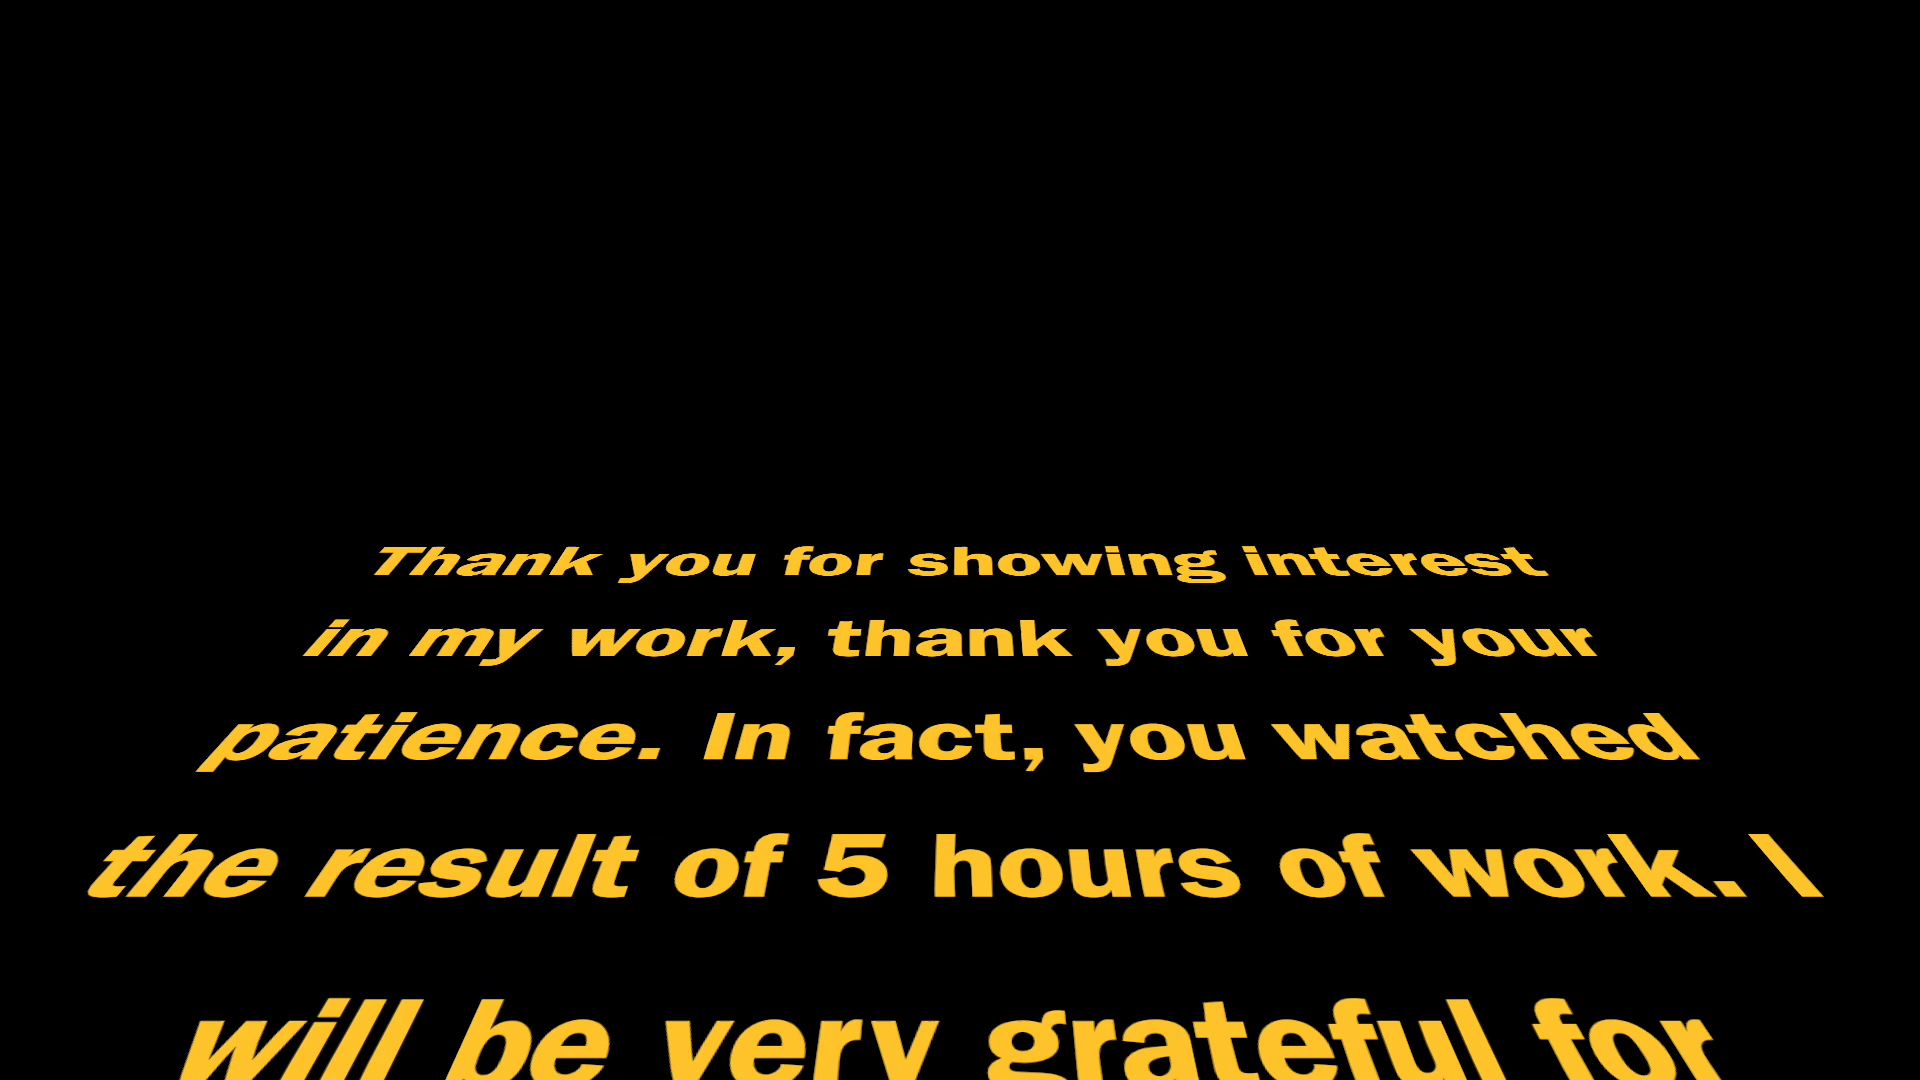 Thank you for showing interest
in my work, thank you for your
patience. In fact, you watched
the result of 5 hours of work. I
will be very grateful for